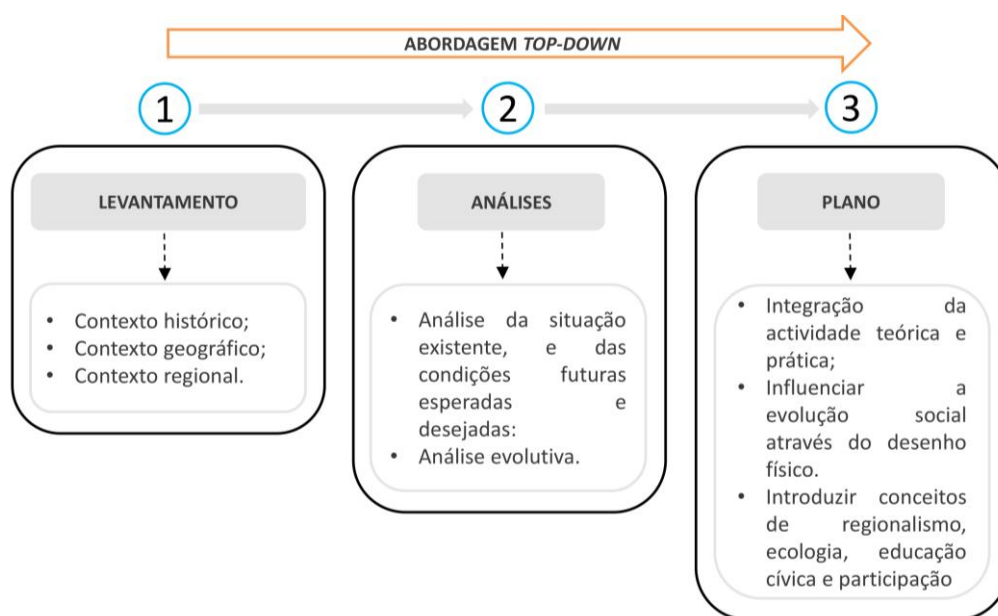 ABORDAGEM TOP-DOWN
1
2
3
LEVANTAMENTO
• Contexto histórico;
• Contexto geográfico;
• Contexto regional.
ANÁLISES
• Análise da situação
existente, e das
condições futuras
esperadas e
desejadas:
• Análise evolutiva.
PLANO
• Integração da
actividade teórica e
prática;
• Influenciar a
evolução social
através do desenho
físico.
• Introduzir conceitos
de regionalismo,
ecologia, educação
cívica e participação